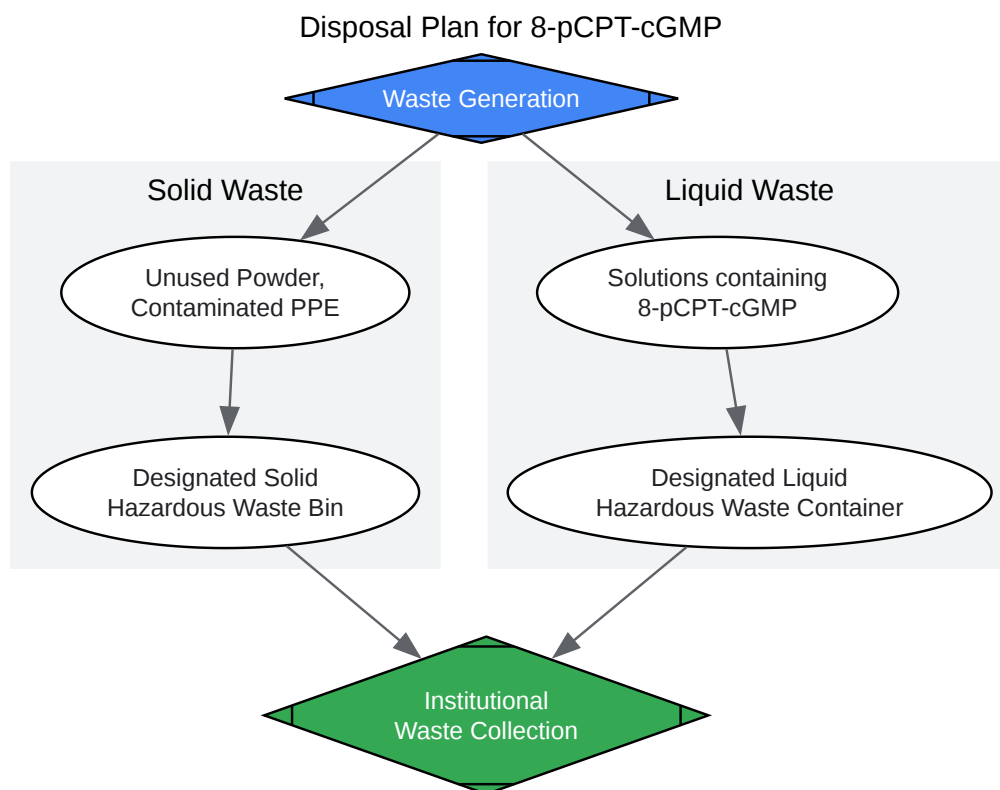 Disposal Plan for 8-pCPT-cGMP
Waste Generation
Solid Waste
Unused Powder,
Contaminated PPE
Designated Solid
Hazardous Waste Bin
Liquid Waste
Solutions containing
8-pCPT-cGMP
Designated Liquid
Hazardous Waste Container
Institutional
Waste Collection